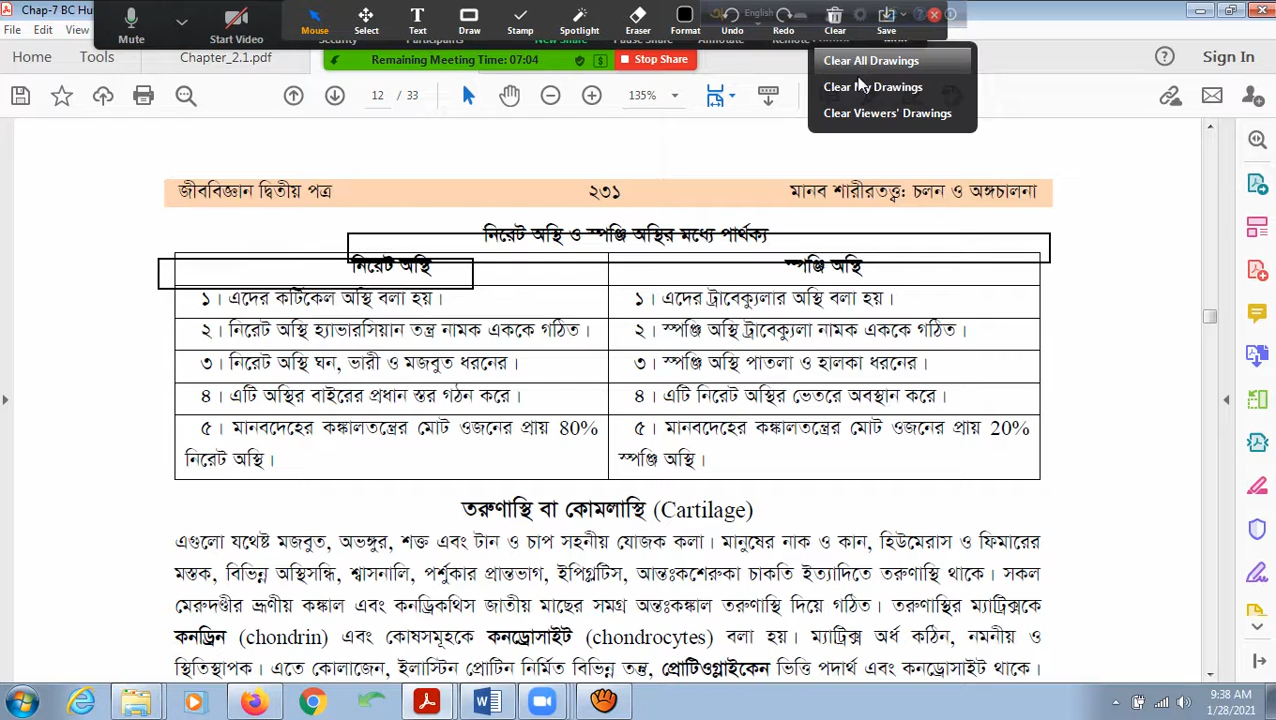 Chap-7 BC Hu
English
Mute
Start Video
Mouse
Select
Text
Draw
Stamp
Spotlight
Eraser
Format
Undo
Redo
Clear
Save
File
Edit
View
Remaining Meeting Time: 07:04
Stop Share
Clear All Drawings
Clear My Drawings
Clear Viewers' Drawings
Home
Tools
Chapter_2.1.pdf
Sign In
12 / 33
135%
জীববিজ্ঞান দ্বিতীয় পত্র ২৩১ মানব শারীরতত্ত্ব: চলন ও অঙ্গচালনা
নিরেট অস্থি ও স্পঞ্জি অস্থির মধ্যে পার্থক্য
নিরেট অস্থি
স্পঞ্জি অস্থি
১। এদের কর্টিকেল অস্থি বলা হয়।
১। এদের ট্রাবেক্যুলার অস্থি বলা হয়।
২। নিরেট অস্থি হ্যাভারসিয়ান তন্ত্র নামক এককে গঠিত।
২। স্পঞ্জি অস্থি ট্রাবেক্যুলা নামক এককে গঠিত।
৩। নিরেট অস্থি ঘন, ভারী ও মজবুত ধরনের।
৩। স্পঞ্জি অস্থি পাতলা ও হালকা ধরনের।
৪। এটি অস্থির বাইরের প্রধান স্তর গঠন করে।
৪। এটি নিরেট অস্থির ভেতরে অবস্থান করে।
৫। মানবদেহের কঙ্কালতন্ত্রের মোট ওজনের প্রায় 80%
নিরেট অস্থি।
৫। মানবদেহের কঙ্কালতন্ত্রের মোট ওজনের প্রায় 20%
স্পঞ্জি অস্থি।
তরুণাস্থি বা কোমলাস্থি (Cartilage)
এগুলো যথেষ্ট মজবুত, অভঙ্গুর, শক্ত এবং টান ও চাপ সহনীয় যোজক কলা। মানুষের নাক ও কান, হিউমেরাস ও ফিমারের
মস্তক, বিভিন্ন অস্থিসন্ধি, শ্বাসনালি, পর্শুকার প্রান্তভাগ, ইপিগ্লটিস, আন্তঃকশেরুকা চাকতি ইত্যাদিতে তরুণাস্থি থাকে। সকল
মেরুদণ্ডীর ভ্রূণীয় কঙ্কাল এবং কনড্রিকথিস জাতীয় মাছের সমগ্র অন্তঃকঙ্কাল তরুণাস্থি দিয়ে গঠিত। তরুণাস্থির ম্যাট্রিক্সকে
কনড্রিন (chondrin) এবং কোষসমূহকে কনড্রোসাইট (chondrocytes) বলা হয়। ম্যাট্রিক্স অর্ধ কঠিন, নমনীয় ও
স্থিতিস্থাপক। এতে কোলাজেন, ইলাস্টিন প্রোটিন নির্মিত বিভিন্ন তন্তু, প্রোটিওগ্লাইকেন ভিত্তি পদার্থ এবং কনড্রোসাইট থাকে।
9:38 AM
1/28/2021